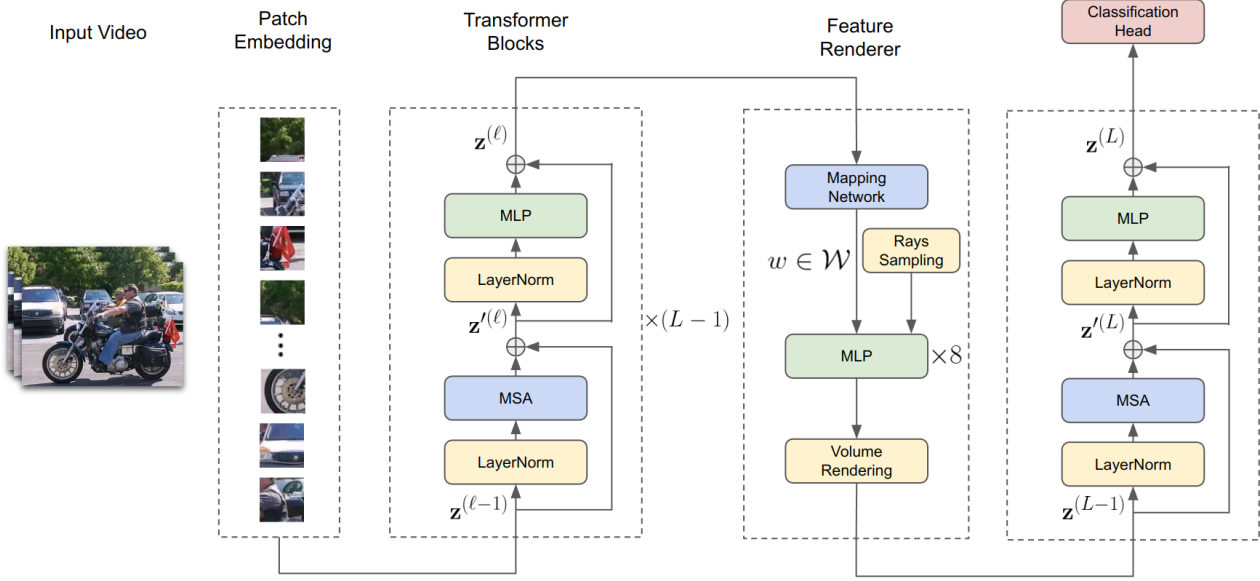 Input Video
Patch
Embedding
Transformer
Blocks
z^{(ℓ)}
MLP
LayerNorm
z'^{(ℓ)}
MSA
LayerNorm
z^{(ℓ−1)}
×(L − 1)
Feature
Renderer
Mapping
Network
w ∈ 𝒲
Rays
Sampling
MLP
×8
Volume
Rendering
Classification
Head
z^{(L)}
MLP
LayerNorm
z'^{(L)}
MSA
LayerNorm
z^{(L−1)}